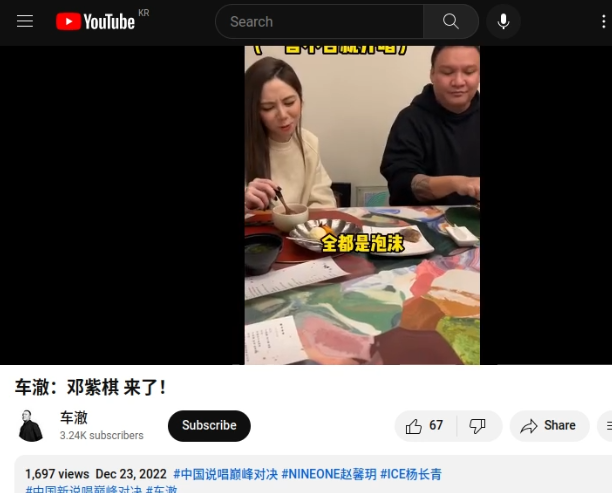 YouTube KR
Search
全都是泡沫
车澈：邓紫棋 来了！
车澈
3.24K subscribers
Subscribe
67
Share
1,697 views Dec 23, 2022 #中国说唱巅峰对决 #NINEONE赵馨玥 #ICE杨长青
#中国新说唱巅峰对决 #车澈